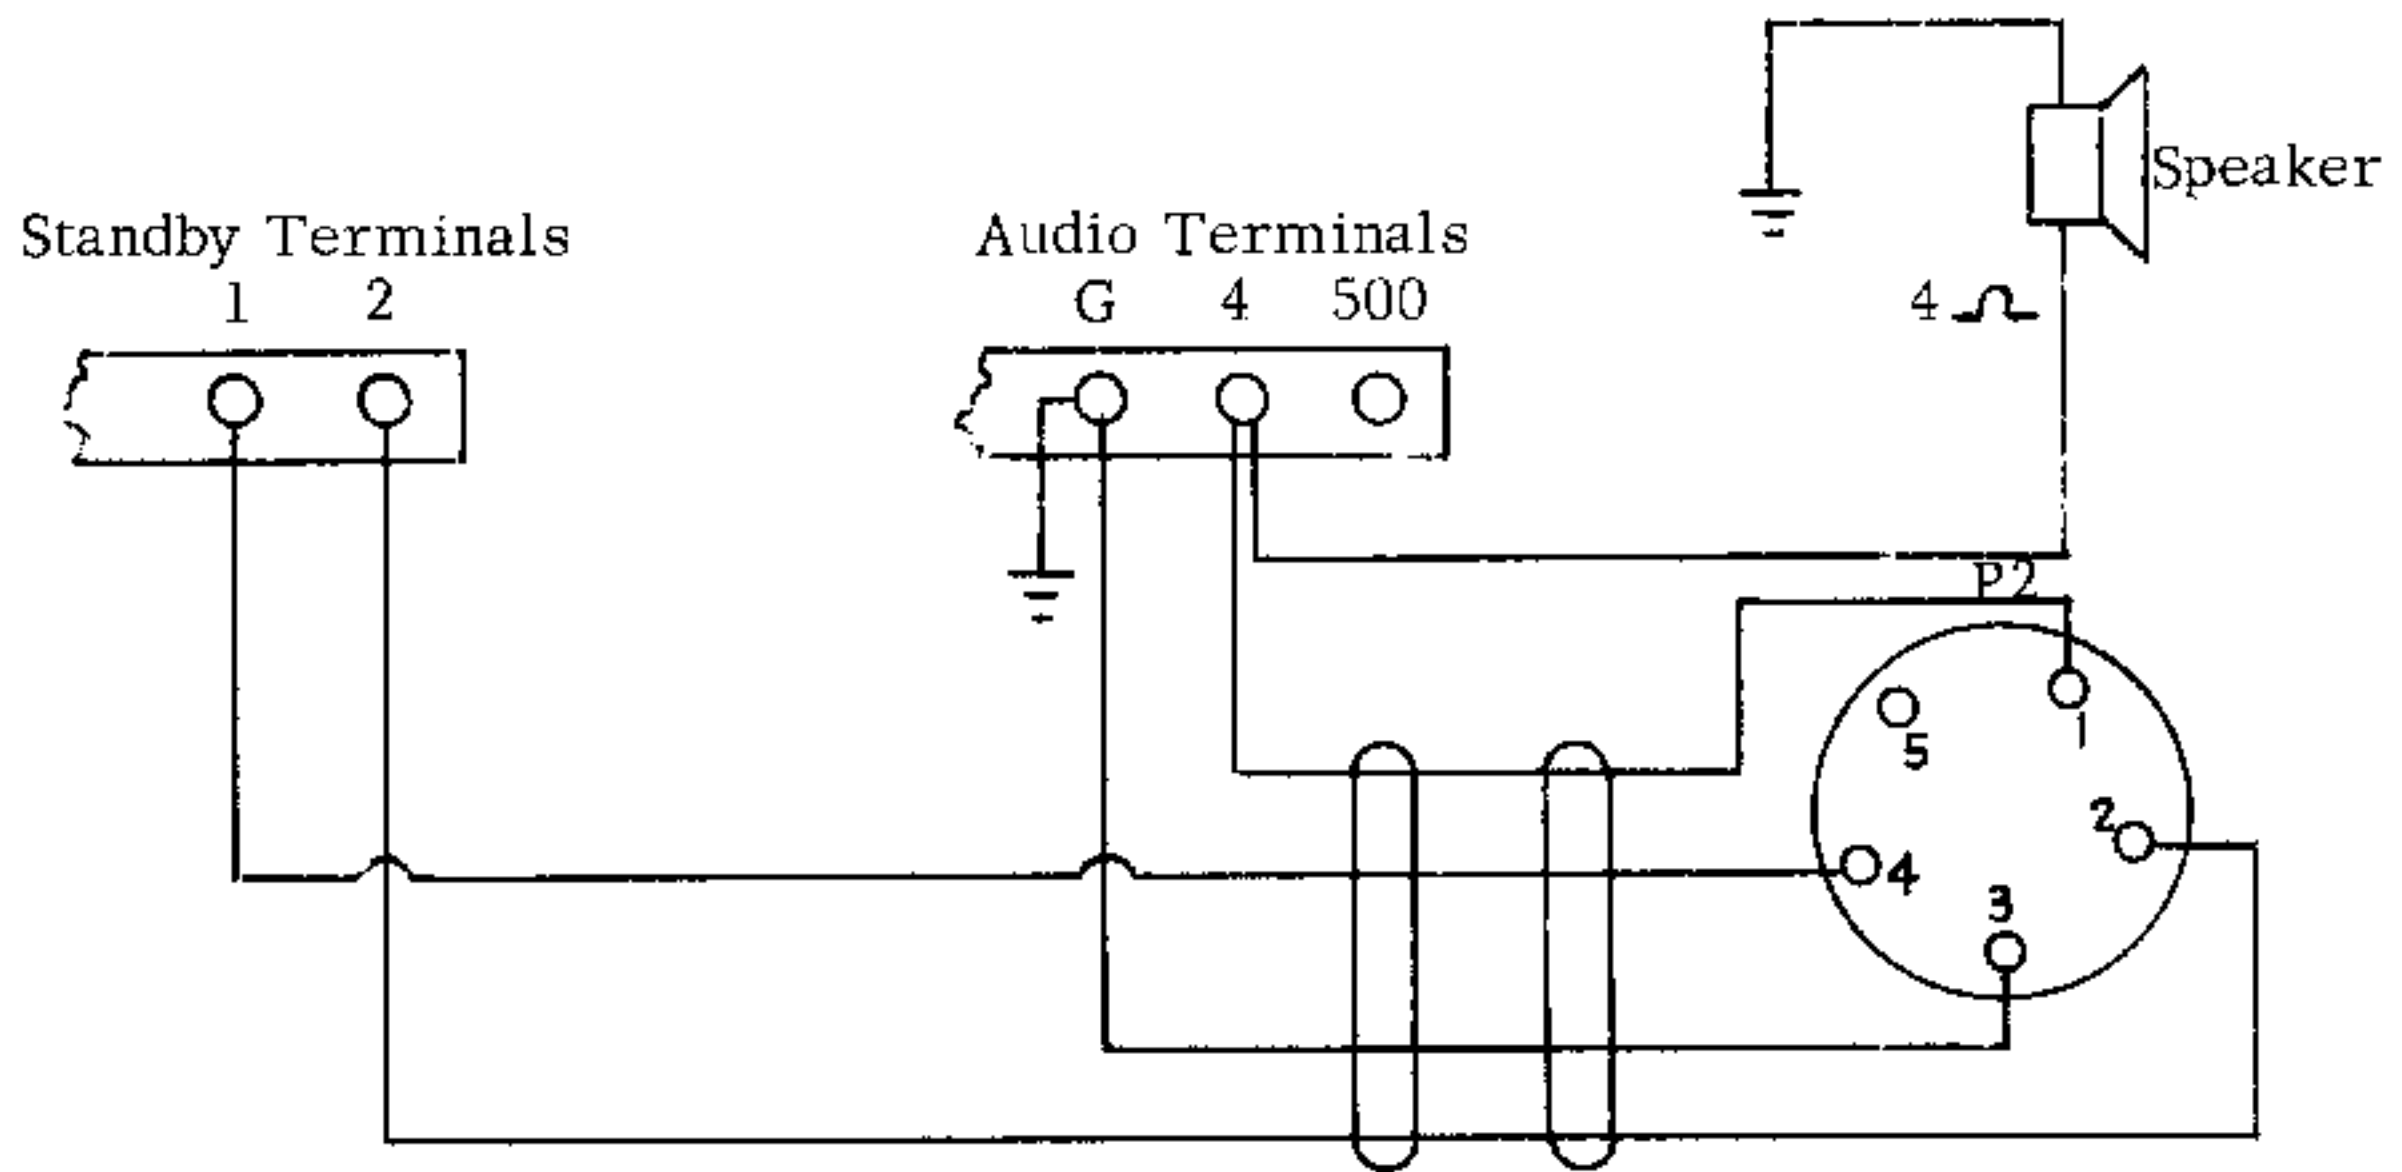 Speaker
Standby Terminals
1 2
Audio Terminals
G 4 500
4
P2
5
1
2
4
3